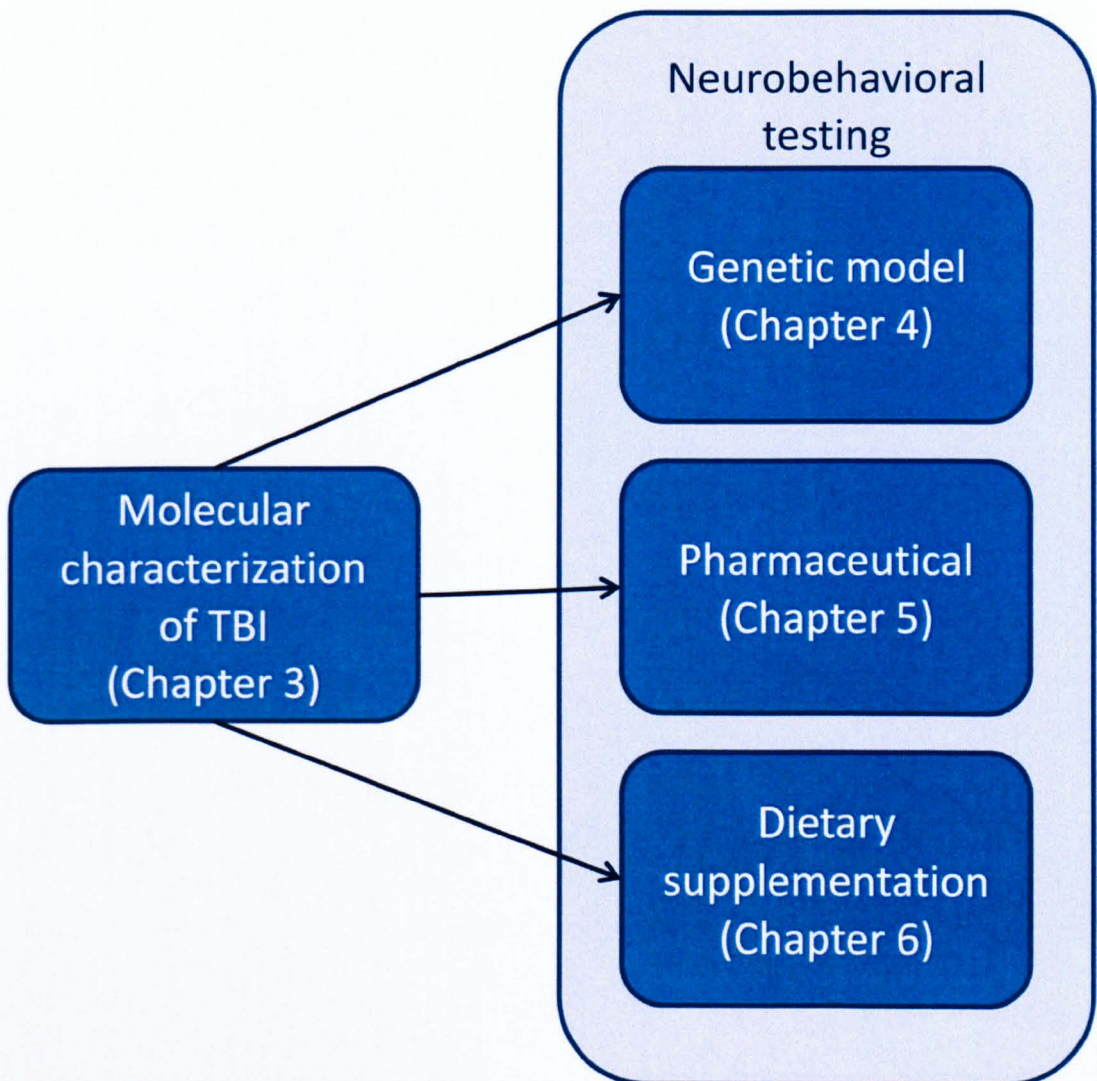 Neurobehavioral
testing
Genetic model
(Chapter 4)
Molecular
characterization
of TBI
(Chapter 3)
Pharmaceutical
(Chapter 5)
Dietary
supplementation
(Chapter 6)